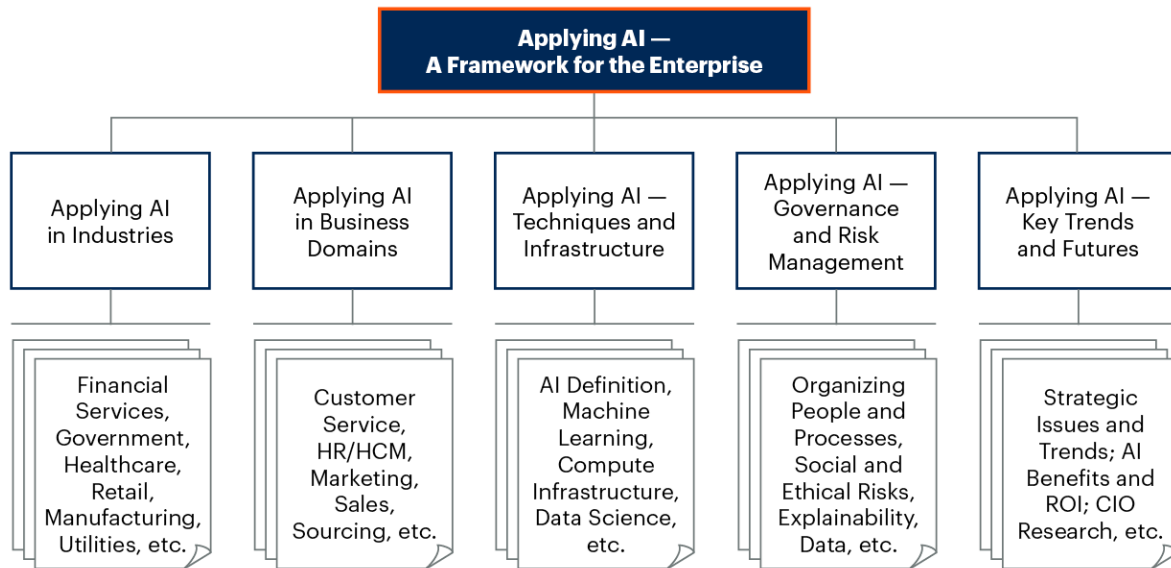 Applying AI —
A Framework for the Enterprise
Applying AI
in Industries
Applying AI
in Business
Domains
Applying AI —
Techniques and
Infrastructure
Applying AI —
Governance
and Risk
Management
Applying AI —
Key Trends
and Futures
Financial
Services,
Government,
Healthcare,
Retail,
Manufacturing,
Utilities, etc.
Customer
Service,
HR/HCM,
Marketing,
Sales,
Sourcing, etc.
AI Definition,
Machine
Learning,
Compute
Infrastructure,
Data Science,
etc.
Organizing
People and
Processes,
Social and
Ethical Risks,
Explainability,
Data, etc.
Strategic
Issues and
Trends; AI
Benefits and
ROI; CIO
Research, etc.